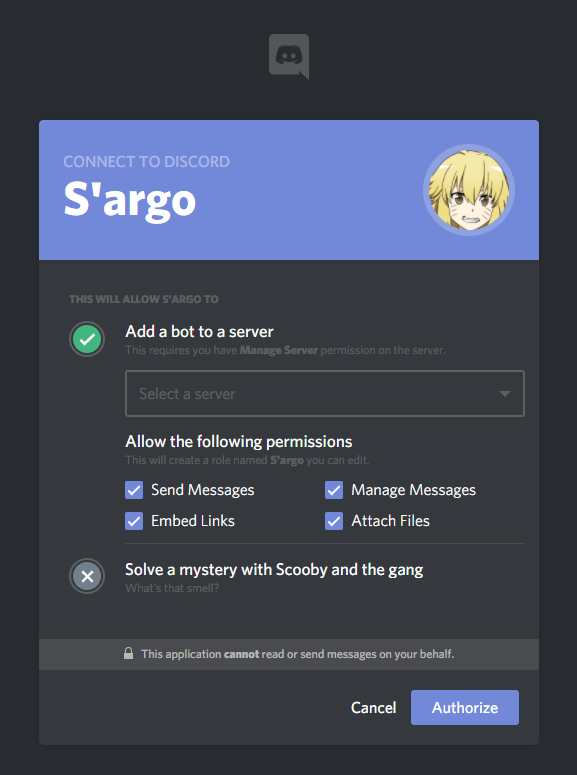 CONNECT TO DISCORD
S'argo
THIS WILL ALLOW S'ARGO TO
Add a bot to a server
This requires you have Manage Server permission on the server.
Select a server
Allow the following permissions
This will create a role named S'argo you can edit.
Send Messages
Manage Messages
Embed Links
Attach Files
Solve a mystery with Scooby and the gang
What's that smell?
This application cannot read or send messages on your behalf.
Cancel
Authorize